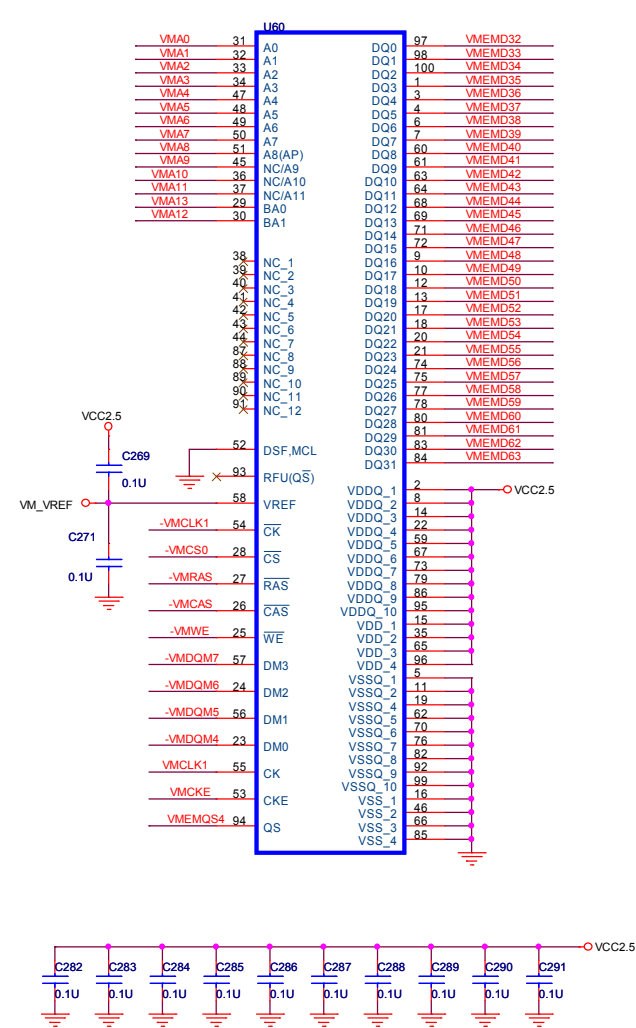 U60
VMA0 31 A0
VMA1 32 A1
VMA2 33 A2
VMA3 34 A3
VMA4 47 A4
VMA5 48 A5
VMA6 49 A6
VMA7 50 A7
VMA8 51 A8(AP)
VMA9 45 NC/A9
VMA10 36 NC/A10
VMA11 37 NC/A11
VMA13 29 BA0
VMA12 30 BA1
38 NC_1
39 NC_2
40 NC_3
41 NC_4
42 NC_5
43 NC_6
44 NC_7
87 NC_8
88 NC_9
89 NC_10
90 NC_11
91 NC_12
VCC2.5
C269
0.1U
52 DSF,MCL
93 RFU(QS)
VM_VREF 58 VREF
C271
0.1U
-VMCLK1 54 CK
-VMCS0 28 CS
-VMRAS 27 RAS
-VMCAS 26 CAS
-VMWE 25 WE
-VMDQM7 57 DM3
-VMDQM6 24 DM2
-VMDQM5 56 DM1
-VMDQM4 23 DM0
VMCLK1 55 CK
VMCKE 53 CKE
VMEMQS4 94 QS
DQ0 97 VMEMD32
DQ1 98 VMEMD33
DQ2 100 VMEMD34
DQ3 1 VMEMD35
DQ4 3 VMEMD36
DQ5 4 VMEMD37
DQ6 6 VMEMD38
DQ7 7 VMEMD39
DQ8 60 VMEMD40
DQ9 61 VMEMD41
DQ10 63 VMEMD42
DQ11 64 VMEMD43
DQ12 68 VMEMD44
DQ13 69 VMEMD45
DQ14 71 VMEMD46
DQ15 72 VMEMD47
DQ16 9 VMEMD48
DQ17 10 VMEMD49
DQ18 12 VMEMD50
DQ19 13 VMEMD51
DQ20 17 VMEMD52
DQ21 18 VMEMD53
DQ22 20 VMEMD54
DQ23 21 VMEMD55
DQ24 74 VMEMD56
DQ25 75 VMEMD57
DQ26 77 VMEMD58
DQ27 78 VMEMD59
DQ28 80 VMEMD60
DQ29 81 VMEMD61
DQ30 83 VMEMD62
DQ31 84 VMEMD63
VDDQ_1 2 VCC2.5
VDDQ_2 8
VDDQ_3 14
VDDQ_4 22
VDDQ_5 59
VDDQ_6 67
VDDQ_7 73
VDDQ_8 79
VDDQ_9 86
VDDQ_10 95
VDD_1 15
VDD_2 35
VDD_3 65
VDD_4 96
VSSQ_1 5
VSSQ_2 11
VSSQ_4 19
VSSQ_5 62
VSSQ_6 70
VSSQ_7 76
VSSQ_8 82
VSSQ_9 92
VSSQ_10 99
VSS_1 16
VSS_2 46
VSS_3 66
VSS_4 85
VCC2.5
C282 C283 C284 C285 C286 C287 C288 C289 C290 C291
0.1U 0.1U 0.1U 0.1U 0.1U 0.1U 0.1U 0.1U 0.1U 0.1U